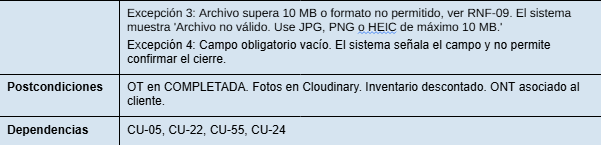 Excepción 3: Archivo supera 10 MB o formato no permitido, ver RNF-09. El sistema
muestra 'Archivo no válido. Use JPG, PNG o HEIC de máximo 10 MB.'
Excepción 4: Campo obligatorio vacío. El sistema señala el campo y no permite
confirmar el cierre.
Postcondiciones OT en COMPLETADA. Fotos en Cloudinary. Inventario descontado. ONT asociado al
cliente.
Dependencias CU-05, CU-22, CU-55, CU-24